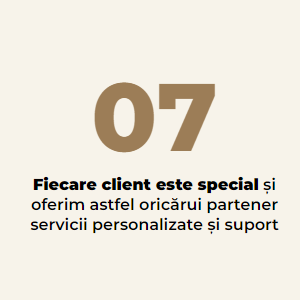 07
Fiecare client este special și
oferim astfel oricărui partener
servicii personalizate și suport